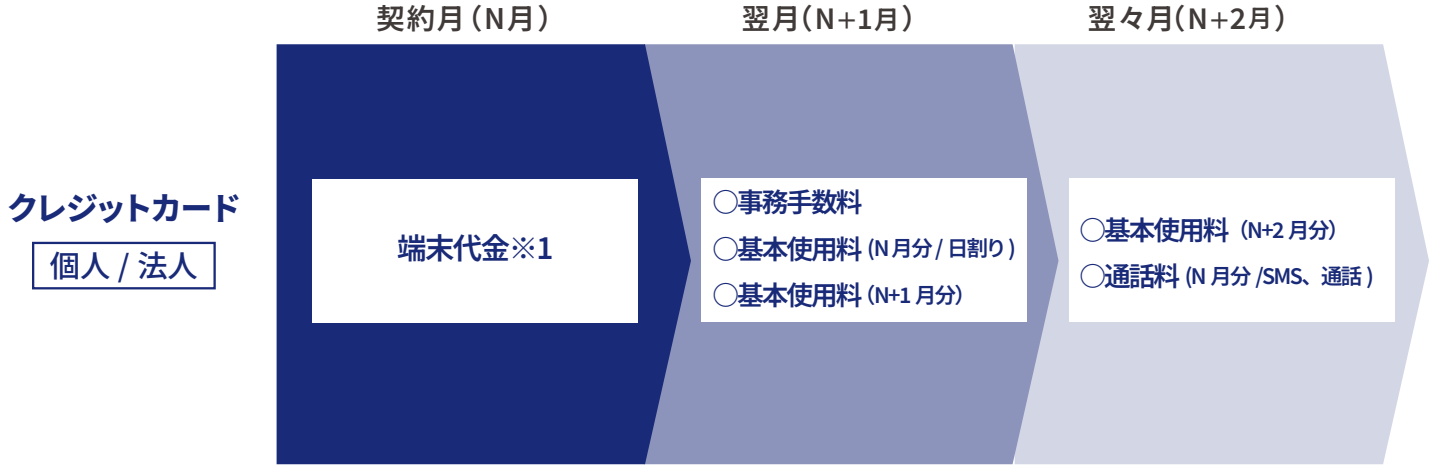 契約月（N月）
翌月（N+1月）
翌々月（N+2月）
クレジットカード
個人 / 法人
端末代金※1
○事務手数料
○基本使用料（N月分 / 日割り）
○基本使用料（N+1 月分）
○基本使用料（N+2 月分）
○通話料（N 月分 /SMS、通話）